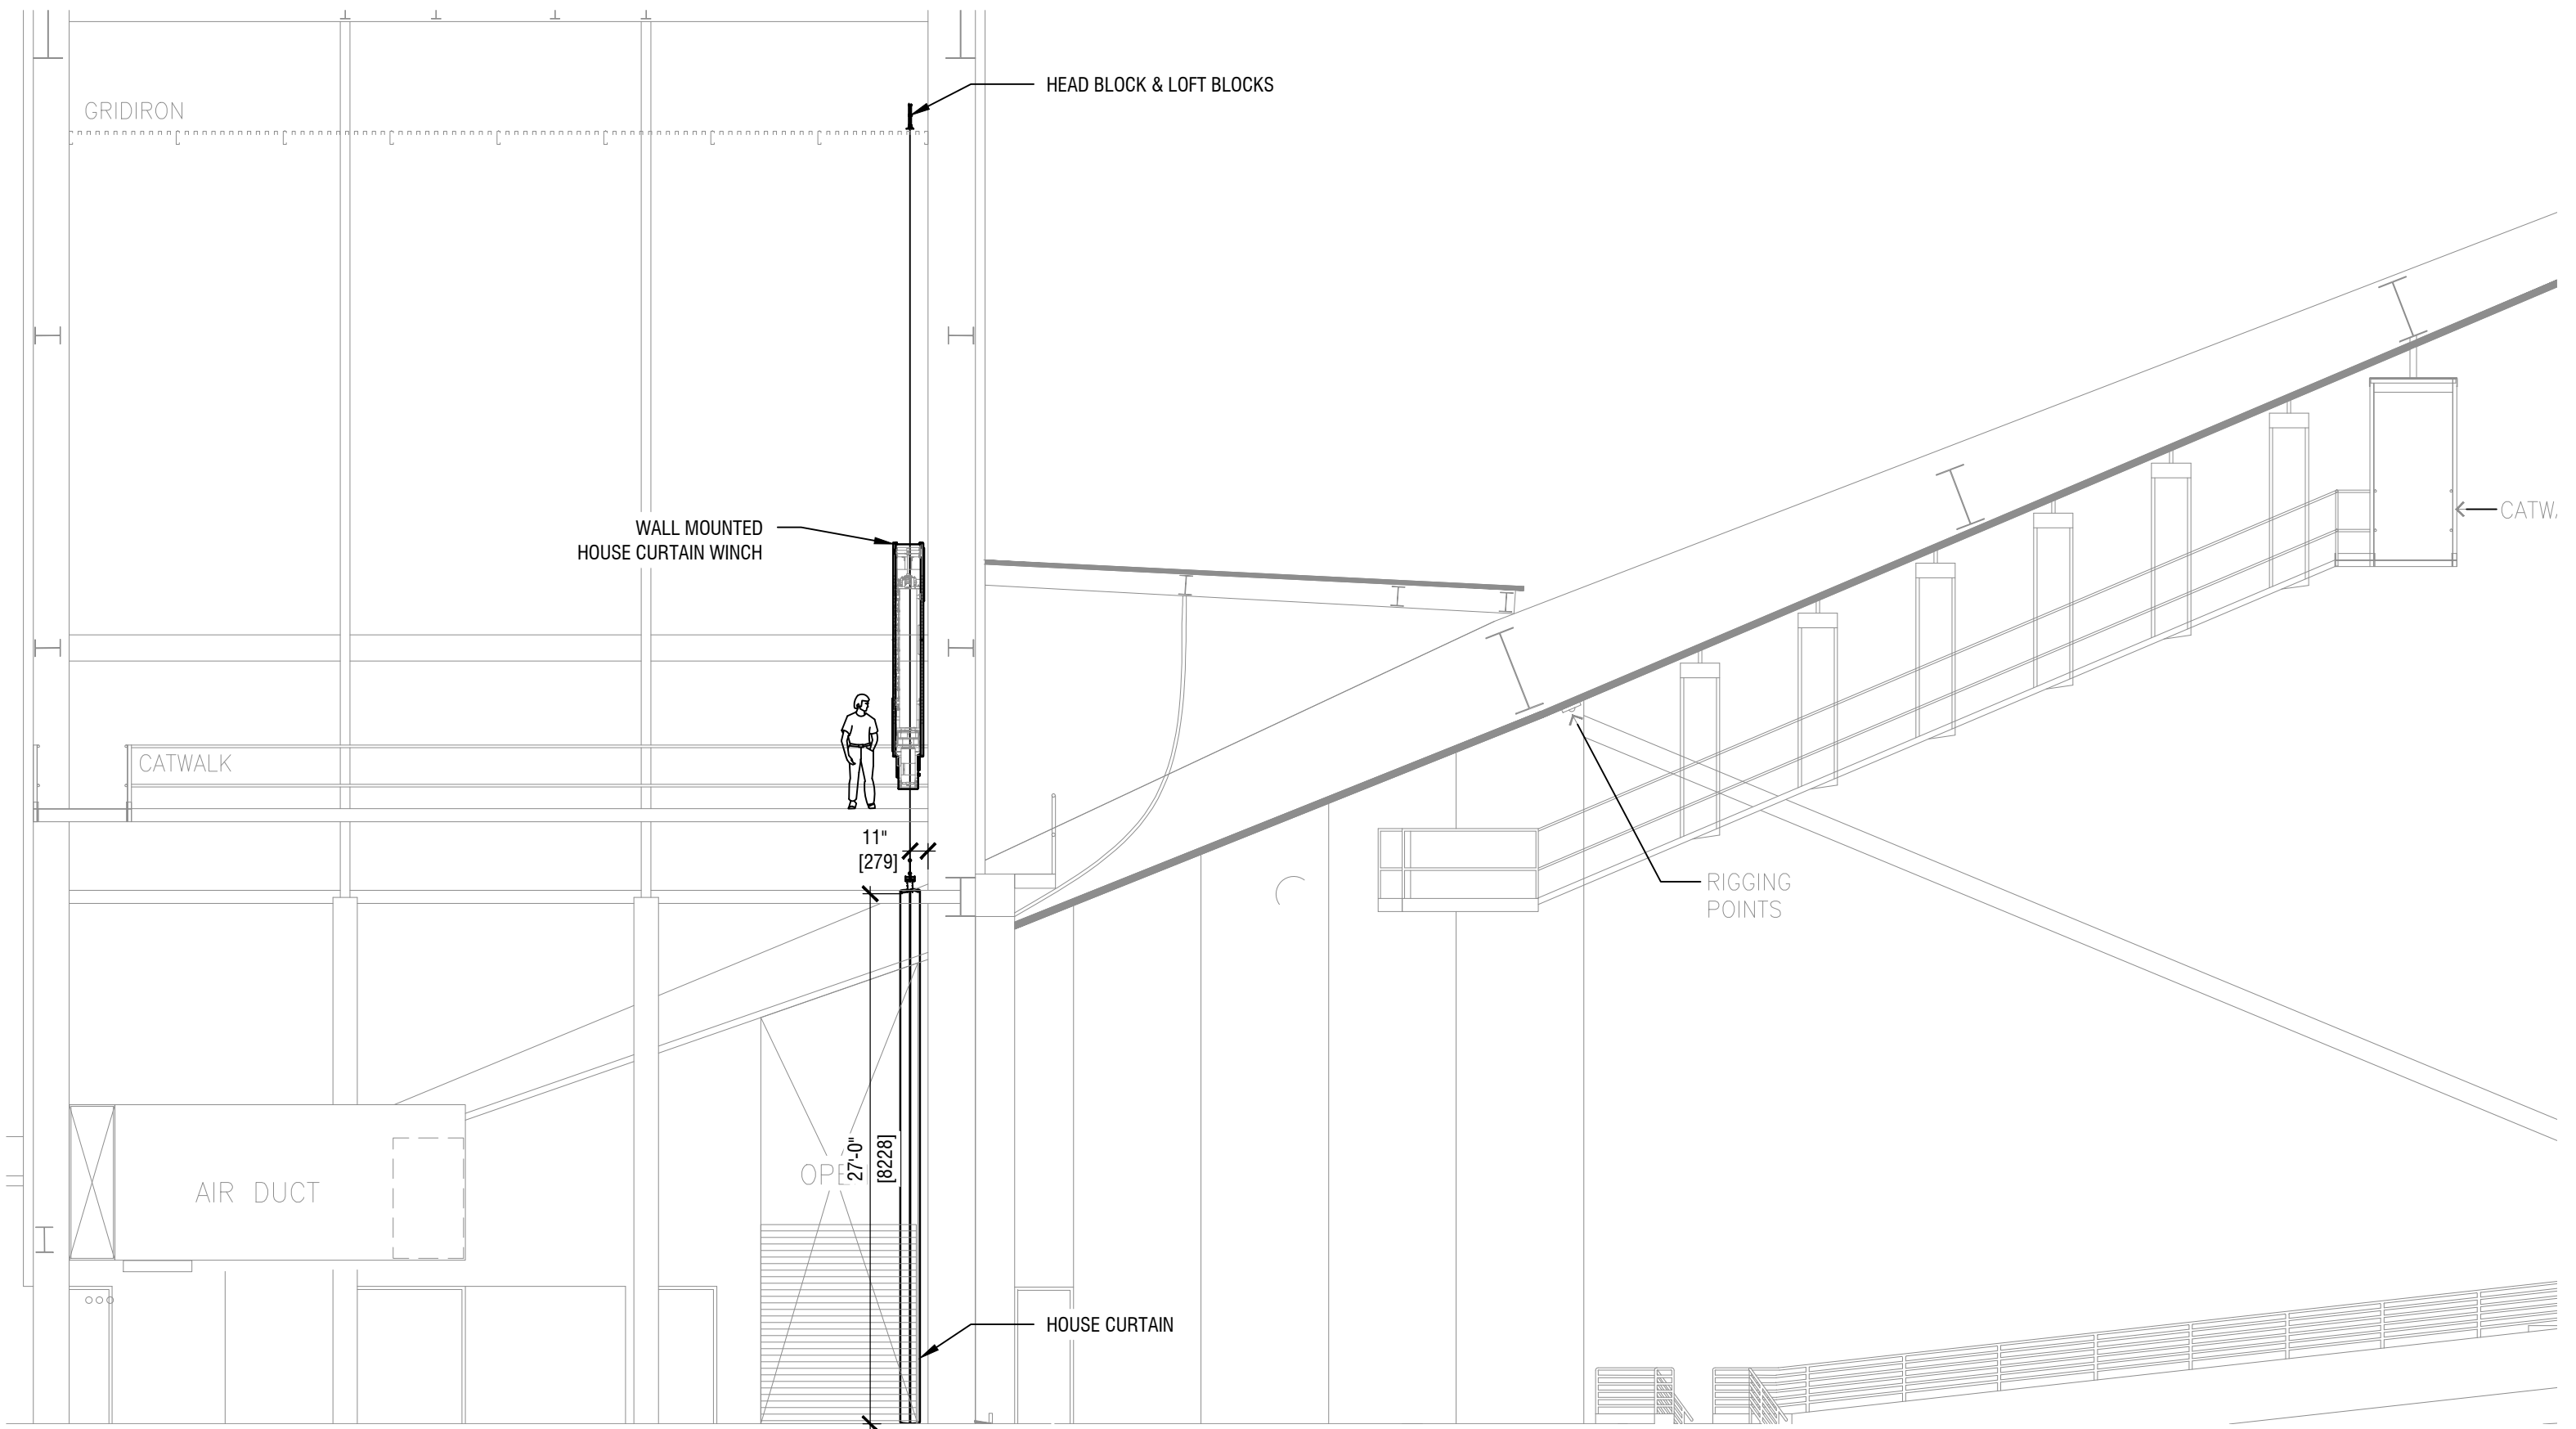 HEAD BLOCK & LOFT BLOCKS
GRIDIRON
WALL MOUNTED
HOUSE CURTAIN WINCH
CATWALK
11"
[279]
RIGGING
POINTS
27'-0"
[8228]
AIR DUCT
HOUSE CURTAIN